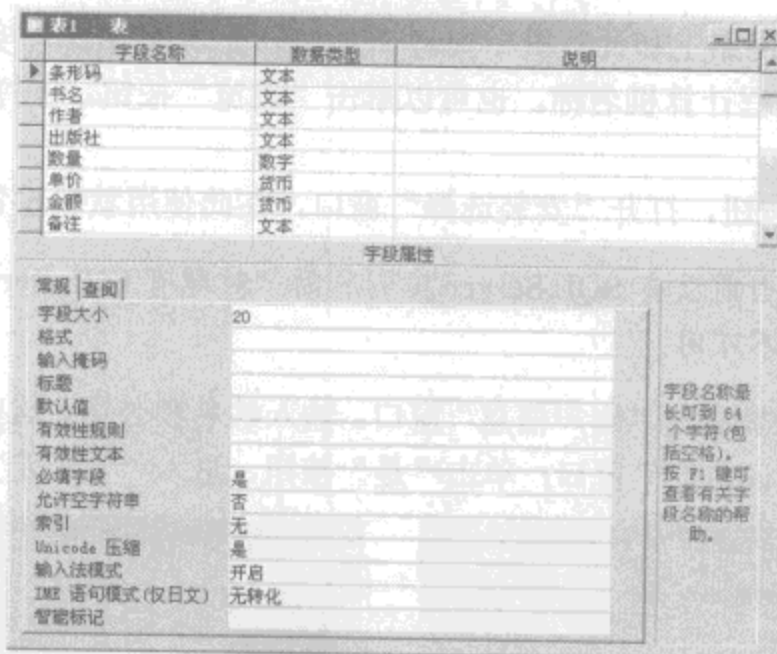 表1 : 表
字段名称 数据类型 说明
条形码 文本
书名 文本
作者 文本
出版社 文本
数量 数字
单价 货币
金额 货币
备注 文本
字段属性
常规 查阅
字段大小 20
格式
输入掩码
标题
默认值
有效性规则
有效性文本
必填字段 是
允许空字符串 否
索引 无
Unicode 压缩 是
输入法模式 开启
IME 语句模式(仅日文) 无转化
智能标记
字段名称最
长可到 64
个字符(包
括空格)。
按 F1 键可
查看有关字
段名称的帮
助。